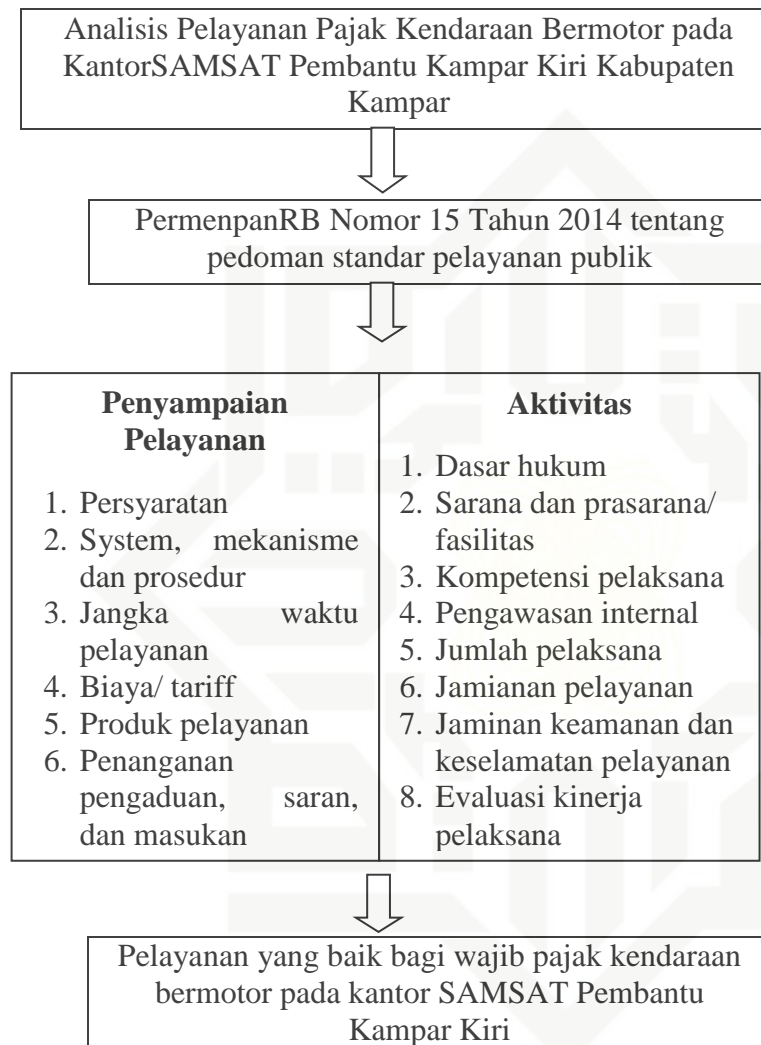 Analisis Pelayanan Pajak Kendaraan Bermotor pada
KantorSAMSAT Pembantu Kampar Kiri Kabupaten
Kampar
PermenpanRB Nomor 15 Tahun 2014 tentang
pedoman standar pelayanan publik
Penyampaian
Pelayanan
1. Persyaratan
2. System, mekanisme
dan prosedur
3. Jangka waktu
pelayanan
4. Biaya/ tariff
5. Produk pelayanan
6. Penanganan
pengaduan, saran,
dan masukan
Aktivitas
1. Dasar hukum
2. Sarana dan prasarana/
fasilitas
3. Kompetensi pelaksana
4. Pengawasan internal
5. Jumlah pelaksana
6. Jamianan pelayanan
7. Jaminan keamanan dan
keselamatan pelayanan
8. Evaluasi kinerja
pelaksana
Pelayanan yang baik bagi wajib pajak kendaraan
bermotor pada kantor SAMSAT Pembantu
Kampar Kiri